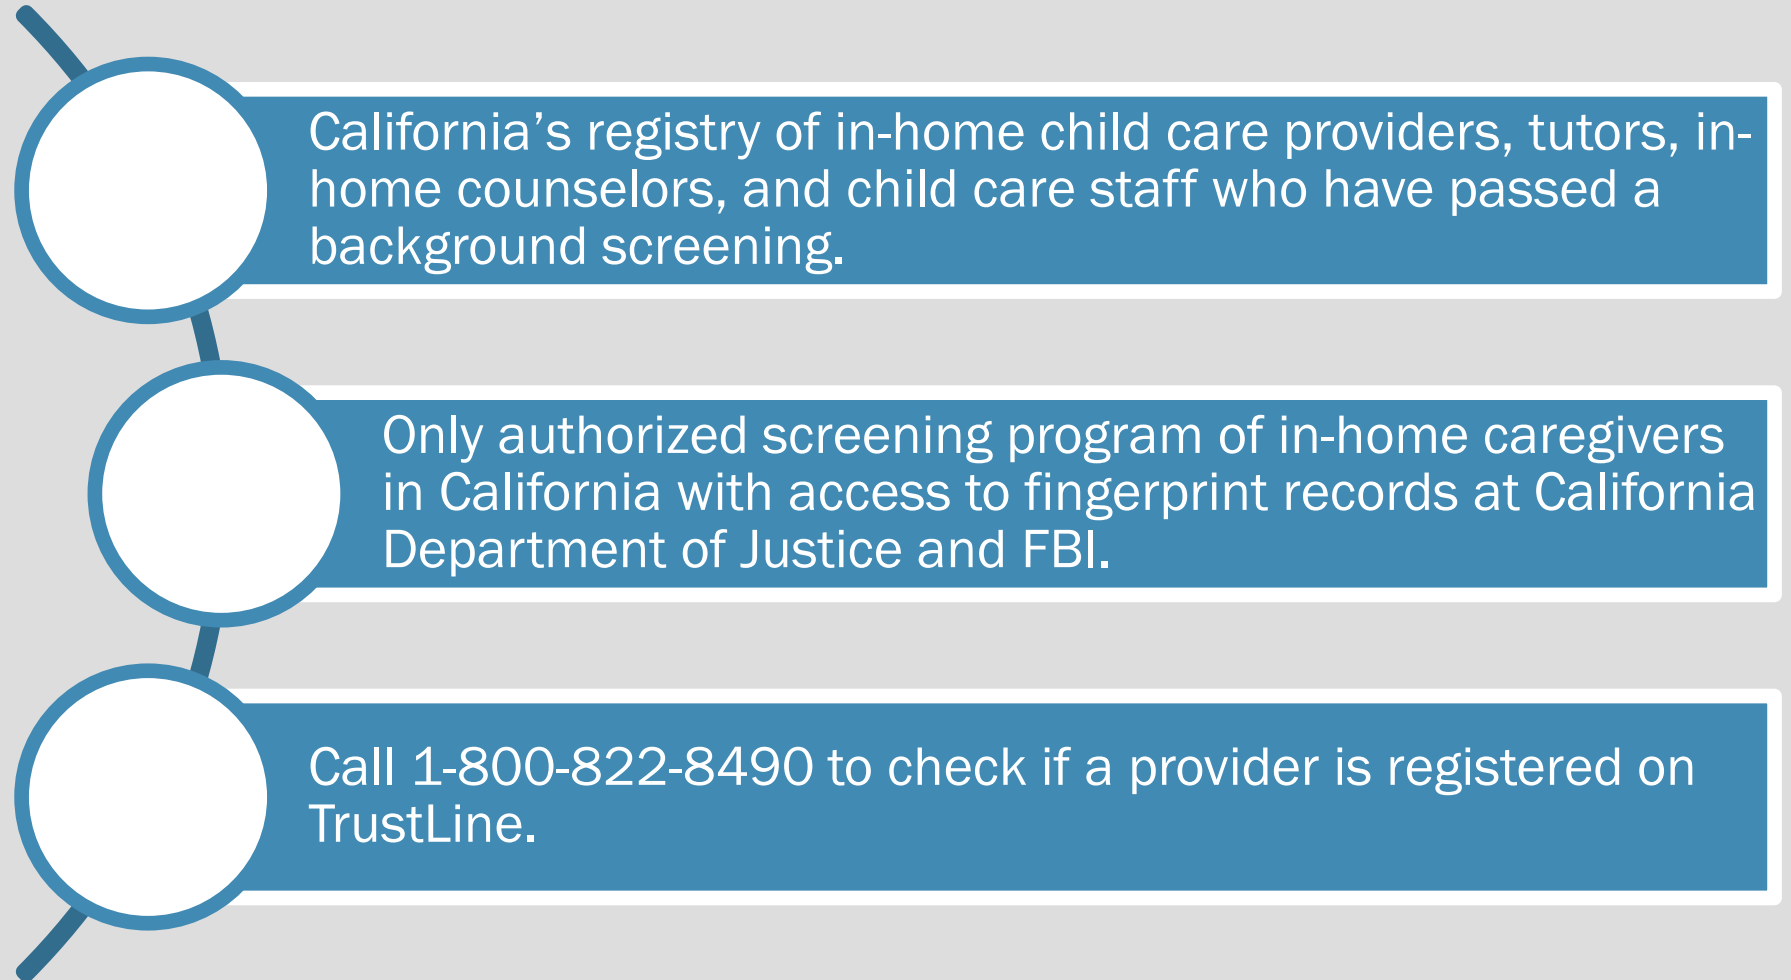 California’s registry of in-home child care providers, tutors, in-
home counselors, and child care staff who have passed a
background screening.
Only authorized screening program of in-home caregivers
in California with access to fingerprint records at California
Department of Justice and FBI.
Call 1-800-822-8490 to check if a provider is registered on
TrustLine.